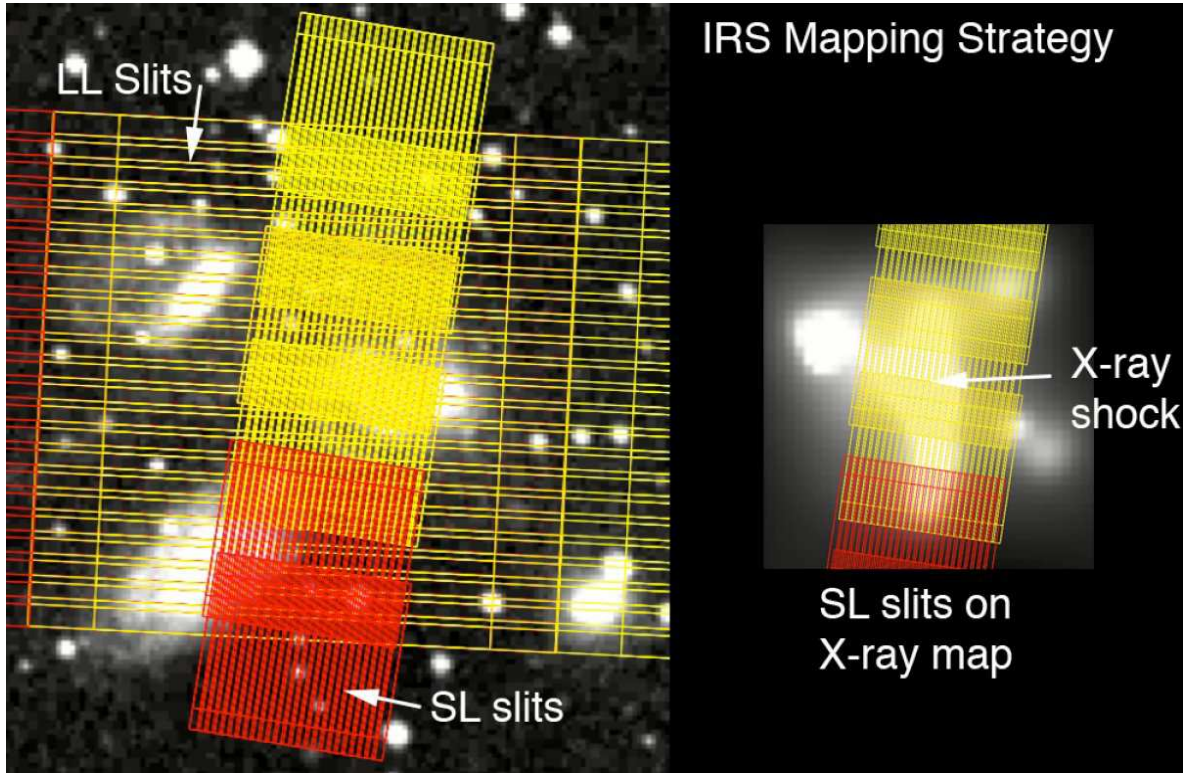 IRS Mapping Strategy
LL Slits
X-ray
shock
SL slits on
X-ray map
SL slits